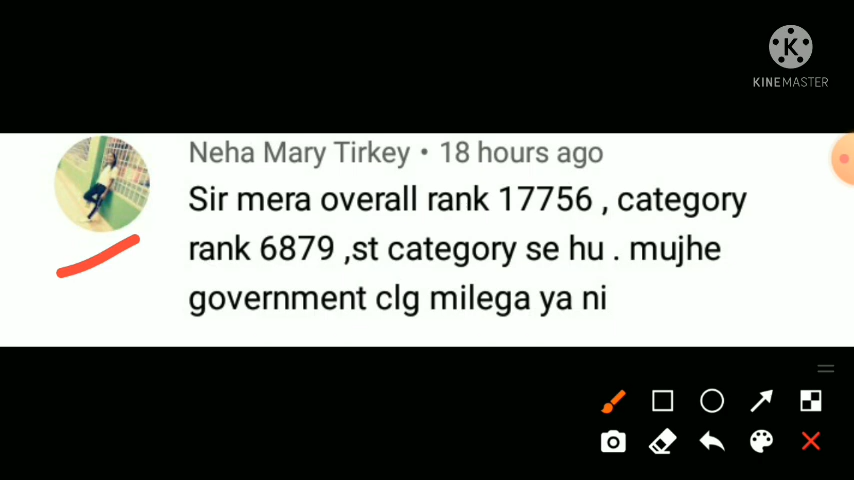 KINEMASTER
Neha Mary Tirkey • 18 hours ago
Sir mera overall rank 17756 , category
rank 6879 ,st category se hu . mujhe
government clg milega ya ni